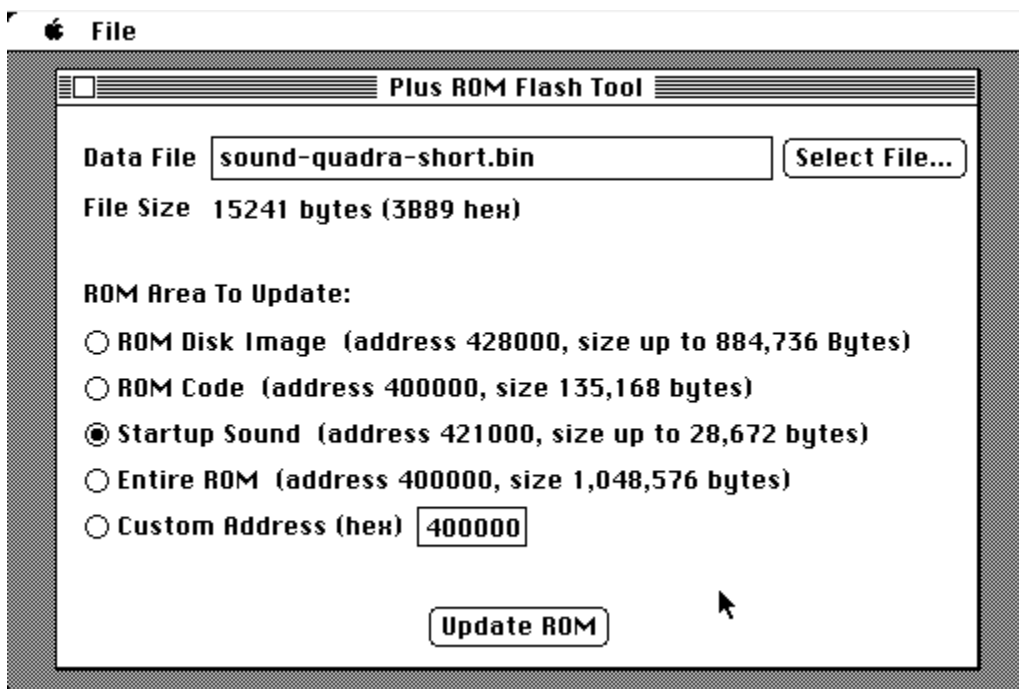 File
Plus ROM Flash Tool
Data File sound-quadra-short.bin Select File...
File Size 15241 bytes (3B89 hex)
ROM Area To Update:
ROM Disk Image (address 428000, size up to 884,736 Bytes)
ROM Code (address 400000, size 135,168 bytes)
Startup Sound (address 421000, size up to 28,672 bytes)
Entire ROM (address 400000, size 1,048,576 bytes)
Custom Address (hex) 400000
Update ROM